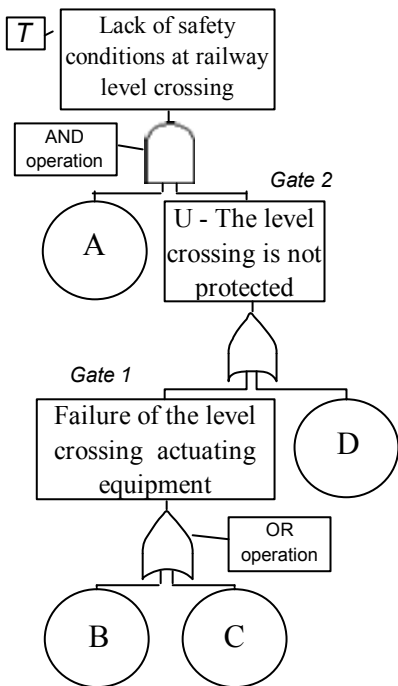 T
Lack of safety
conditions at railway
level crossing
AND
operation
Gate 2
A
U - The level
crossing is not
protected
Gate 1
Failure of the level
crossing actuating
equipment
D
OR
operation
B
C